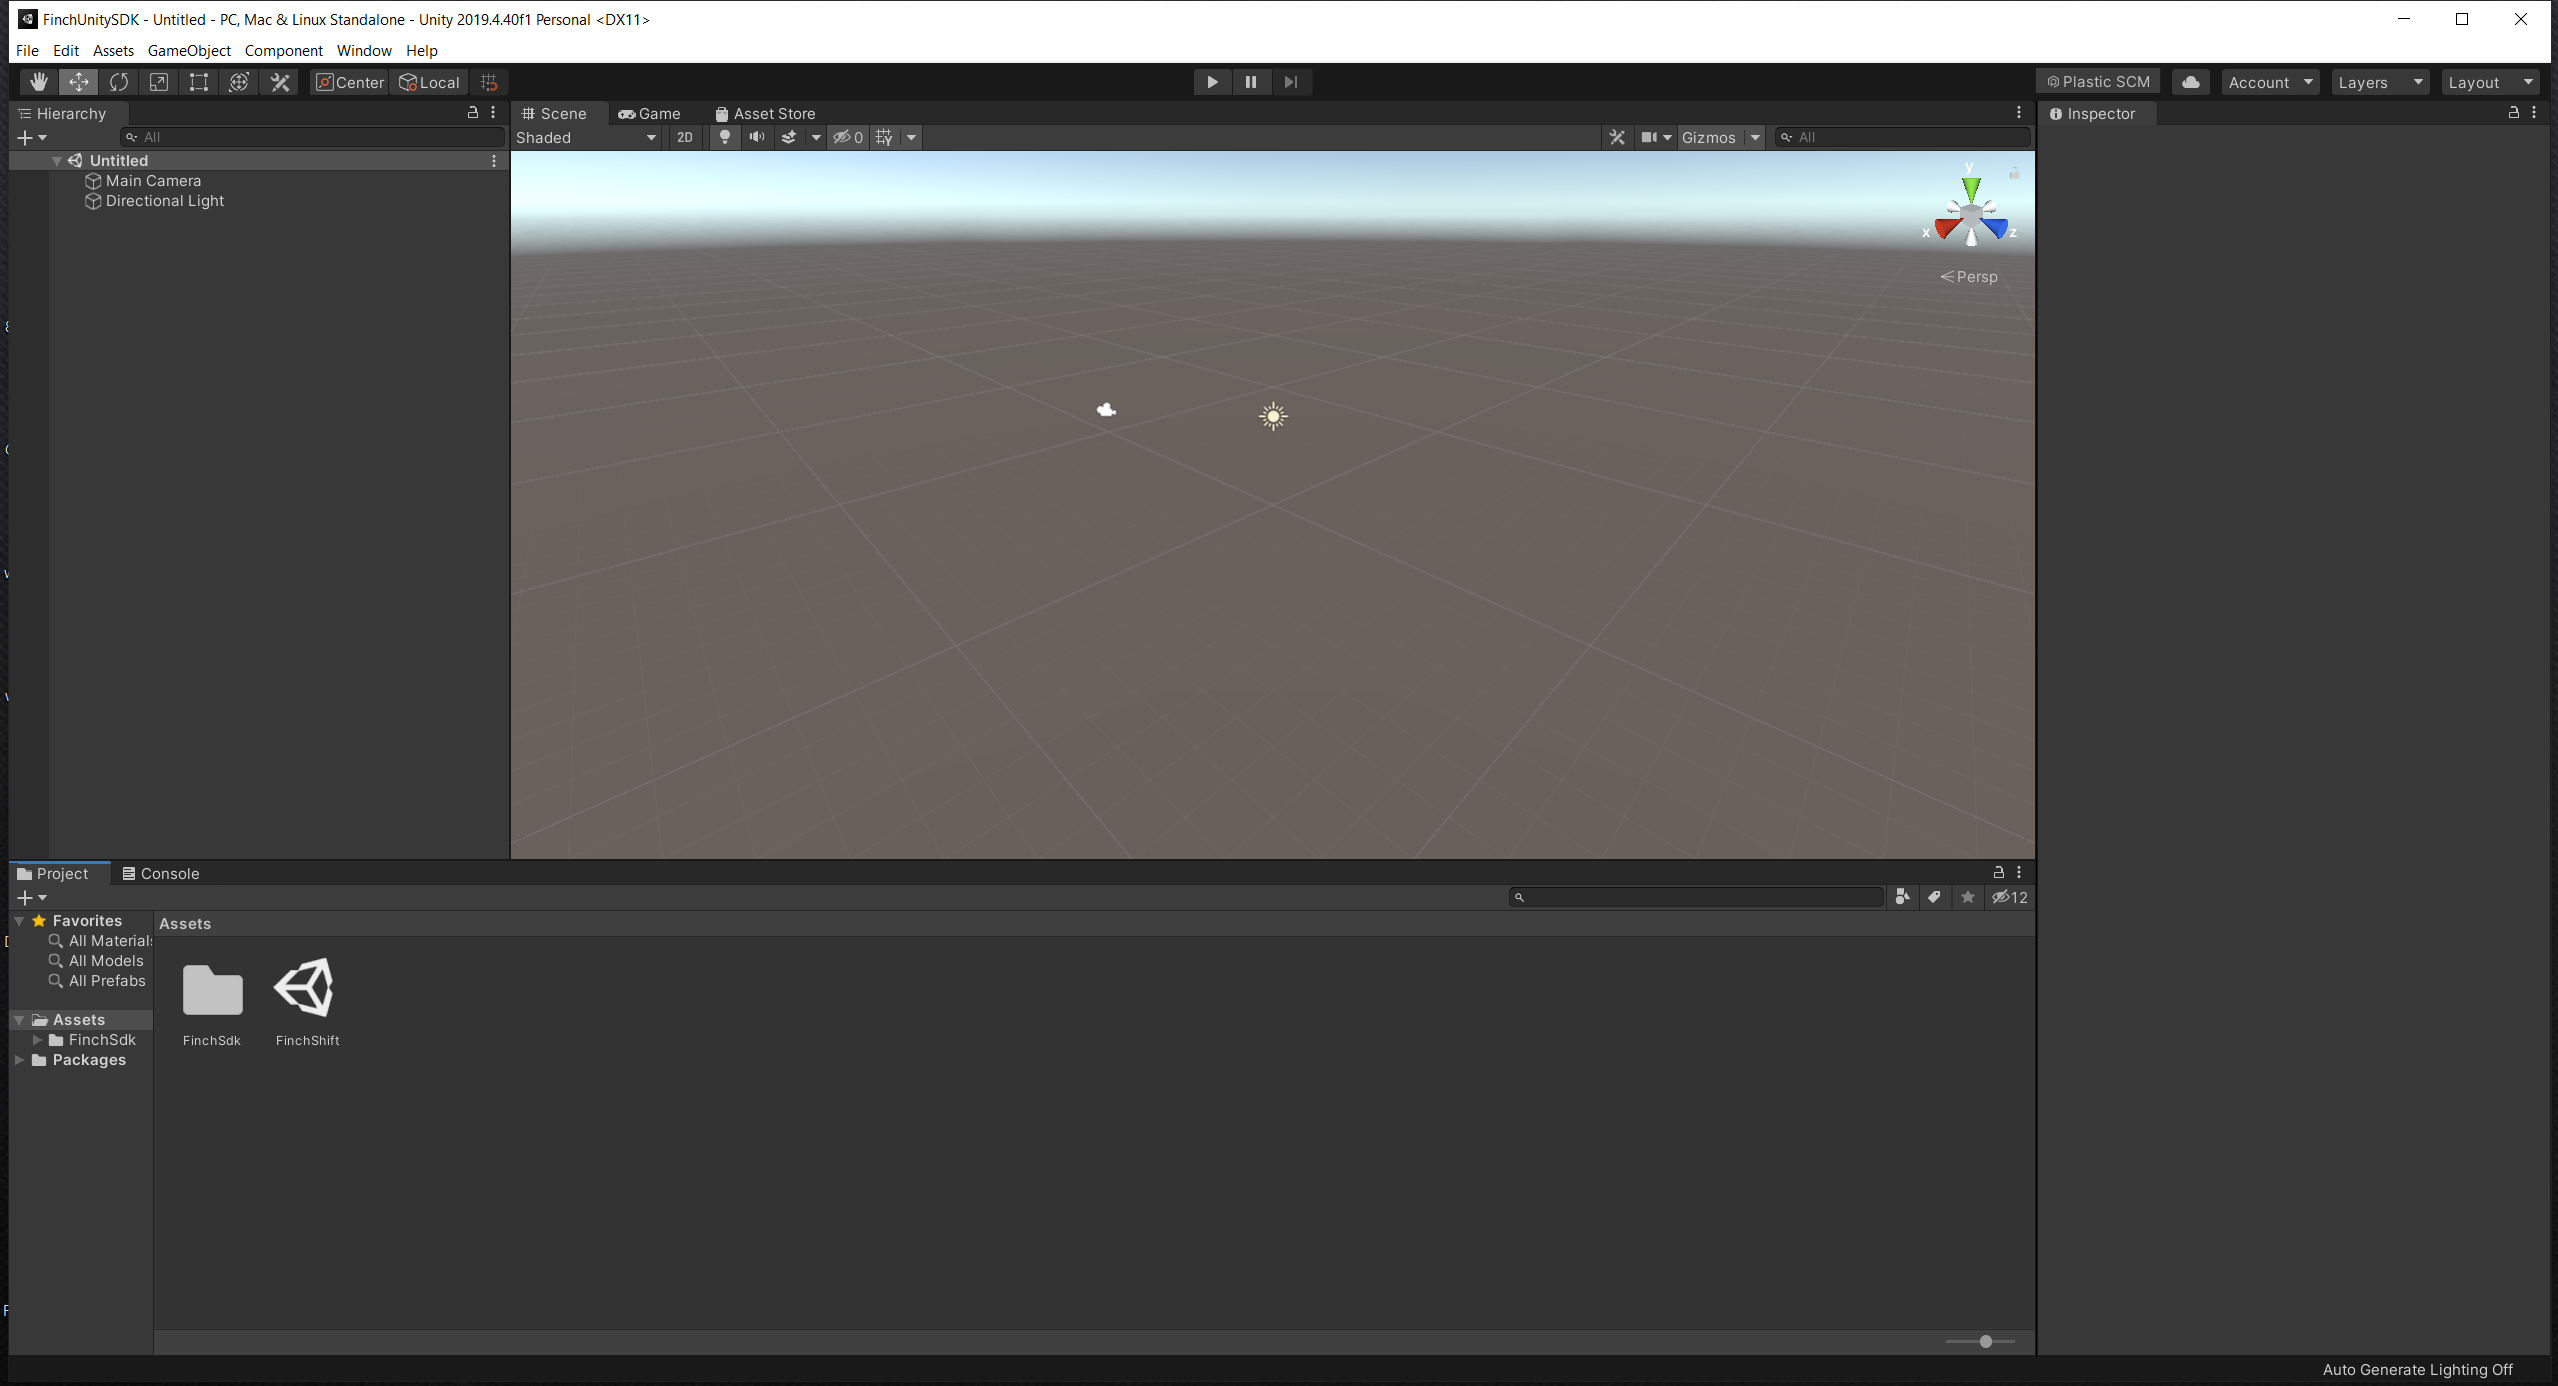 FinchUnitySDK - Untitled - PC, Mac & Linux Standalone - Unity 2019.4.40f1 Personal <DX11>
File Edit Assets GameObject Component Window Help
Center Local Plastic SCM Account Layers Layout
Hierarchy
All
Untitled
Main Camera
Directional Light
Scene Game Asset Store
Shaded 2D 0 Gizmos All
y
x z
Persp
Inspector
Project Console
12
Favorites
All Materials
All Models
All Prefabs
Assets
FinchSdk
Packages
Assets
FinchSdk FinchShift
Auto Generate Lighting Off